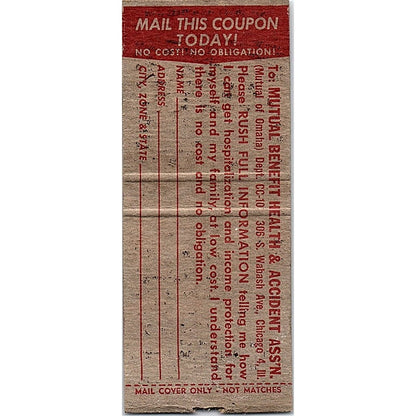 MAIL THIS COUPON
TODAY!
NO COST! NO OBLIGATION!
To: MUTUAL BENEFIT HEALTH & ACCIDENT ASS'N.
(Mutual of Omaha) Dept. CC-10 306 S. Wabash Ave., Chicago 4, Ill.
Please RUSH FULL INFORMATION telling me how
I can get hospitalization and income protection for
myself and my family, at low cost. I understand
there is no cost and no obligation.
NAME
ADDRESS
CITY, ZONE & STATE
MAIL COVER ONLY - NOT MATCHES